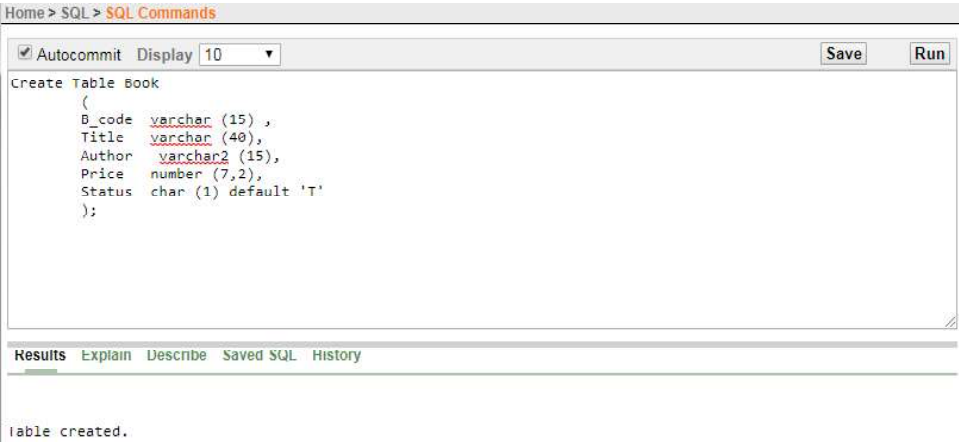 Home > SQL > SQL Commands
Autocommit Display 10 Save Run
Create Table Book
(
B_code varchar (15) ,
Title varchar (40),
Author varchar2 (15),
Price number (7,2),
Status char (1) default 'T'
);
Results Explain Describe Saved SQL History
Table created.